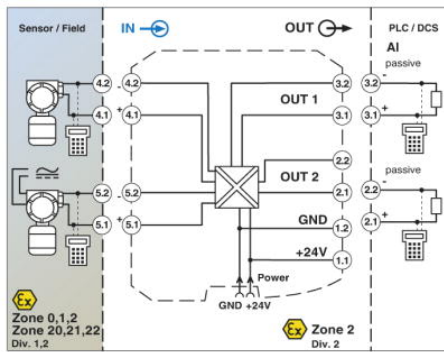 Sensor / Field
IN
OUT
PLC / DCS
AI
passive
4.2
4.2
-
3.2
3.2
-
OUT 1
4.1
4.1
+
3.1
3.1
+
2.2
passive
OUT 2
5.2
5.2
-
2.1
2.2
-
GND
5.1
5.1
+
1.2
2.1
+
+24V
1.1
Power
GND +24V
Ex
Zone 0,1,2
Zone 20,21,22
Div. 1,2
Ex
Zone 2
Div. 2